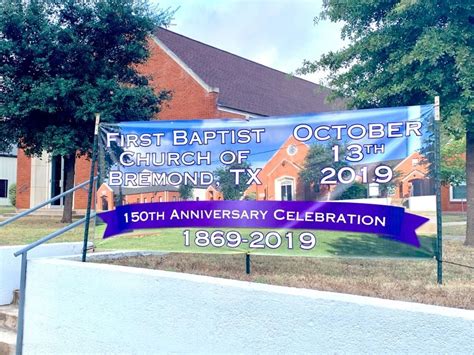 First Baptist
Church of
Bremond, TX
October
13th
2019
150th Anniversary Celebration
1869-2019